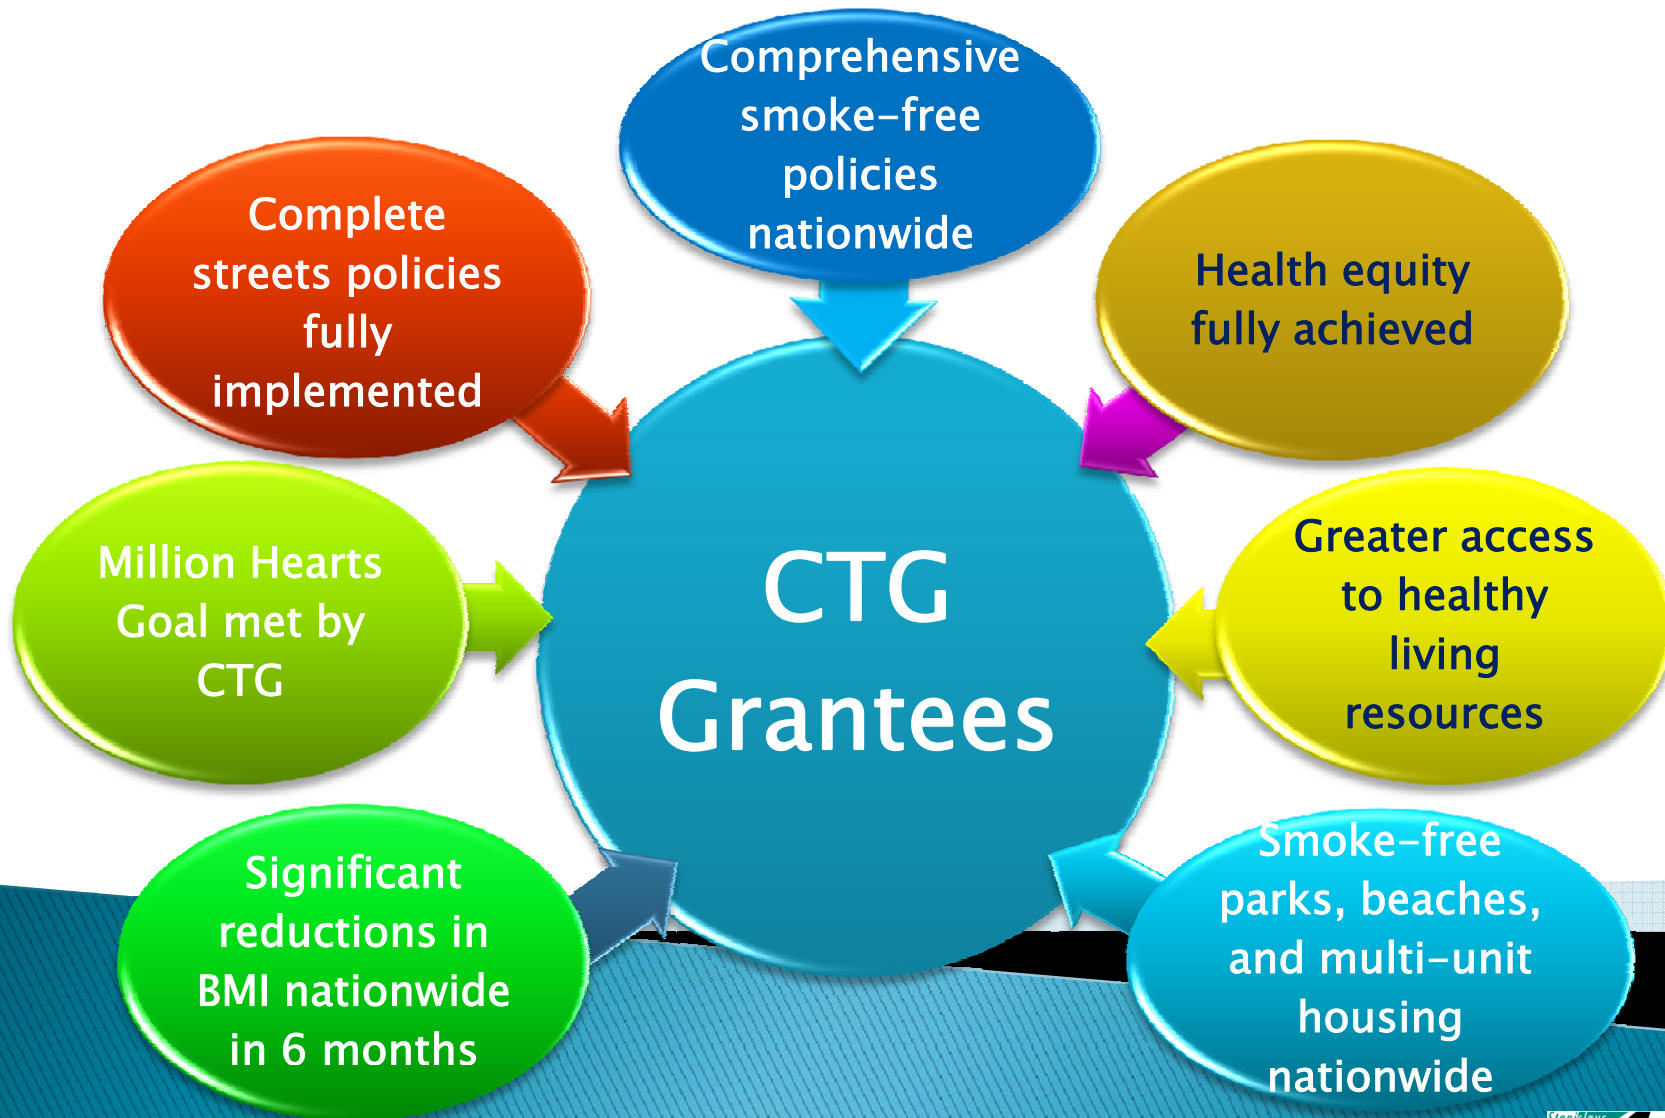 Comprehensive
smoke-free
policies
nationwide
Complete
streets policies
fully
implemented
Health equity
fully achieved
Million Hearts
Goal met by
CTG
CTG
Grantees
Greater access
to healthy
living
resources
Significant
reductions in
BMI nationwide
in 6 months
Smoke-free
parks, beaches,
and multi-unit
housing
nationwide